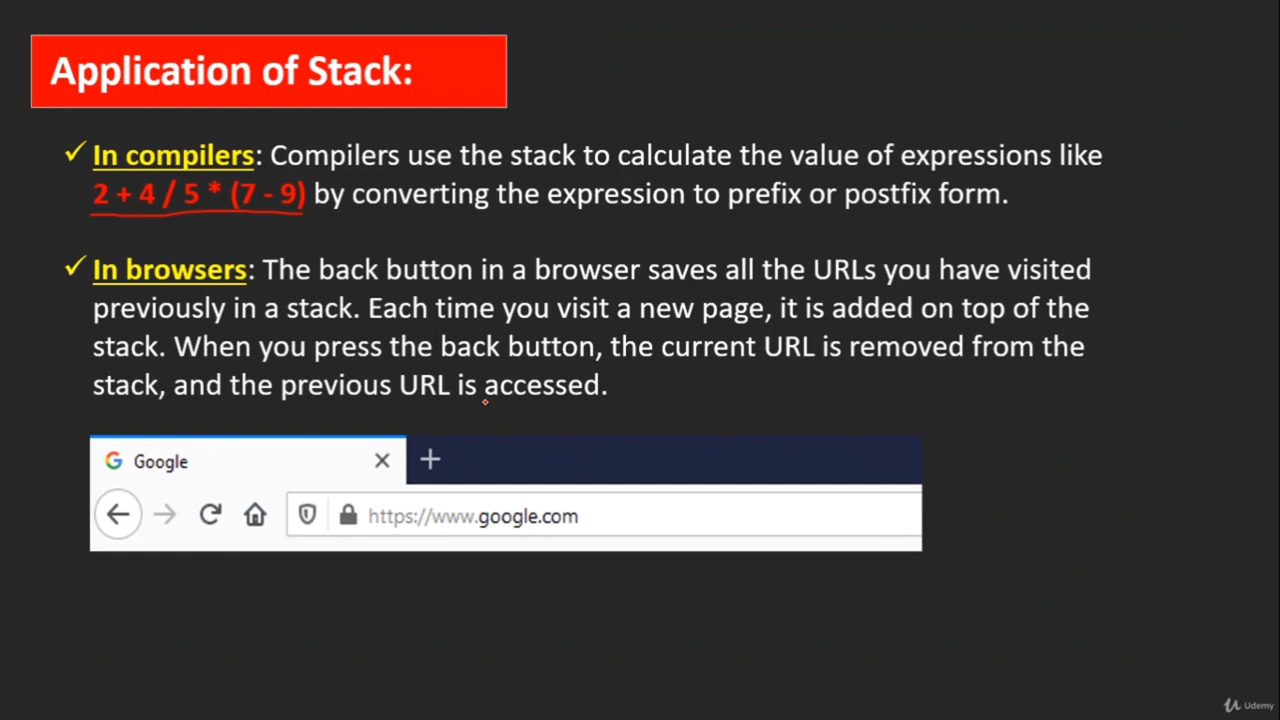 Application of Stack:
✓ In compilers: Compilers use the stack to calculate the value of expressions like
2 + 4 / 5 * (7 - 9) by converting the expression to prefix or postfix form.
✓ In browsers: The back button in a browser saves all the URLs you have visited
previously in a stack. Each time you visit a new page, it is added on top of the
stack. When you press the back button, the current URL is removed from the
stack, and the previous URL is accessed.
Google
https://www.google.com
Udemy